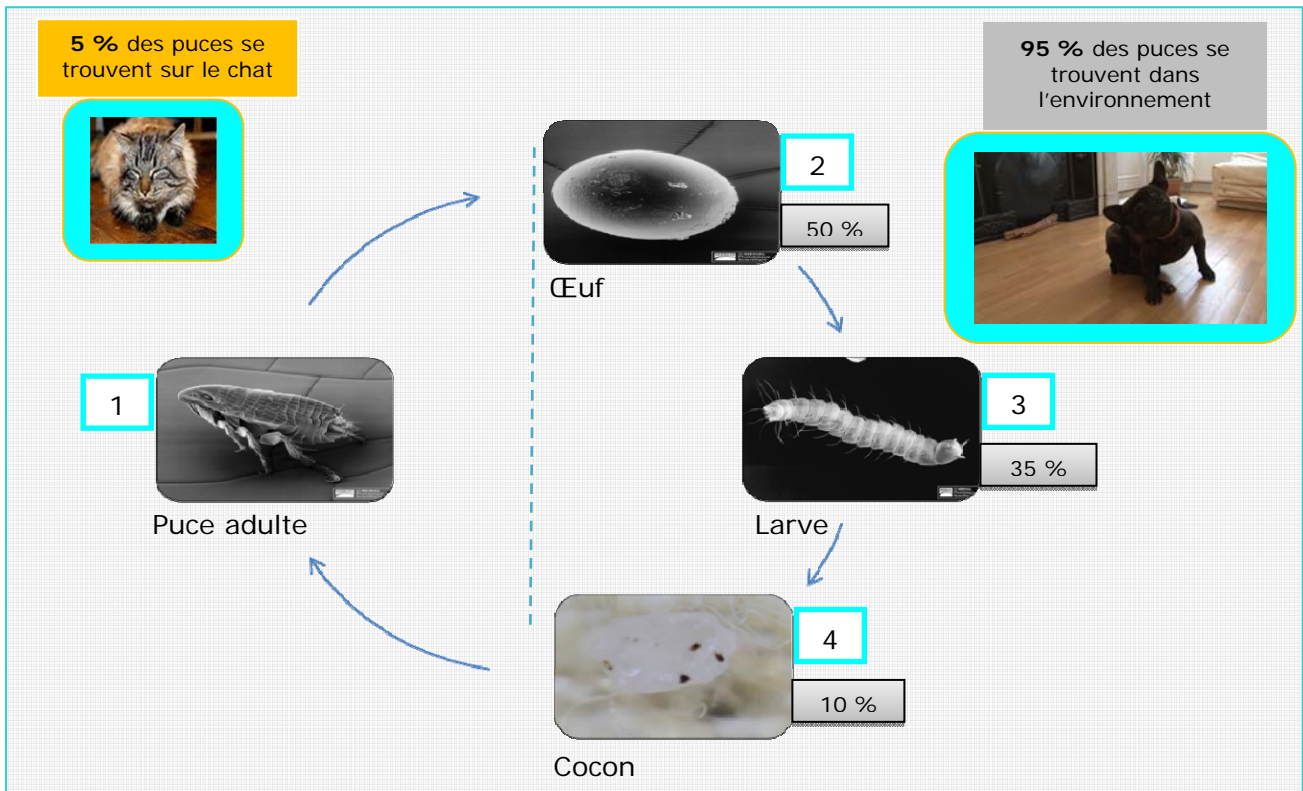 5 % des puces se
trouvent sur le chat
95 % des puces se
trouvent dans
l'environnement
2
50 %
Œuf
1
Puce adulte
3
35 %
Larve
4
10 %
Cocon